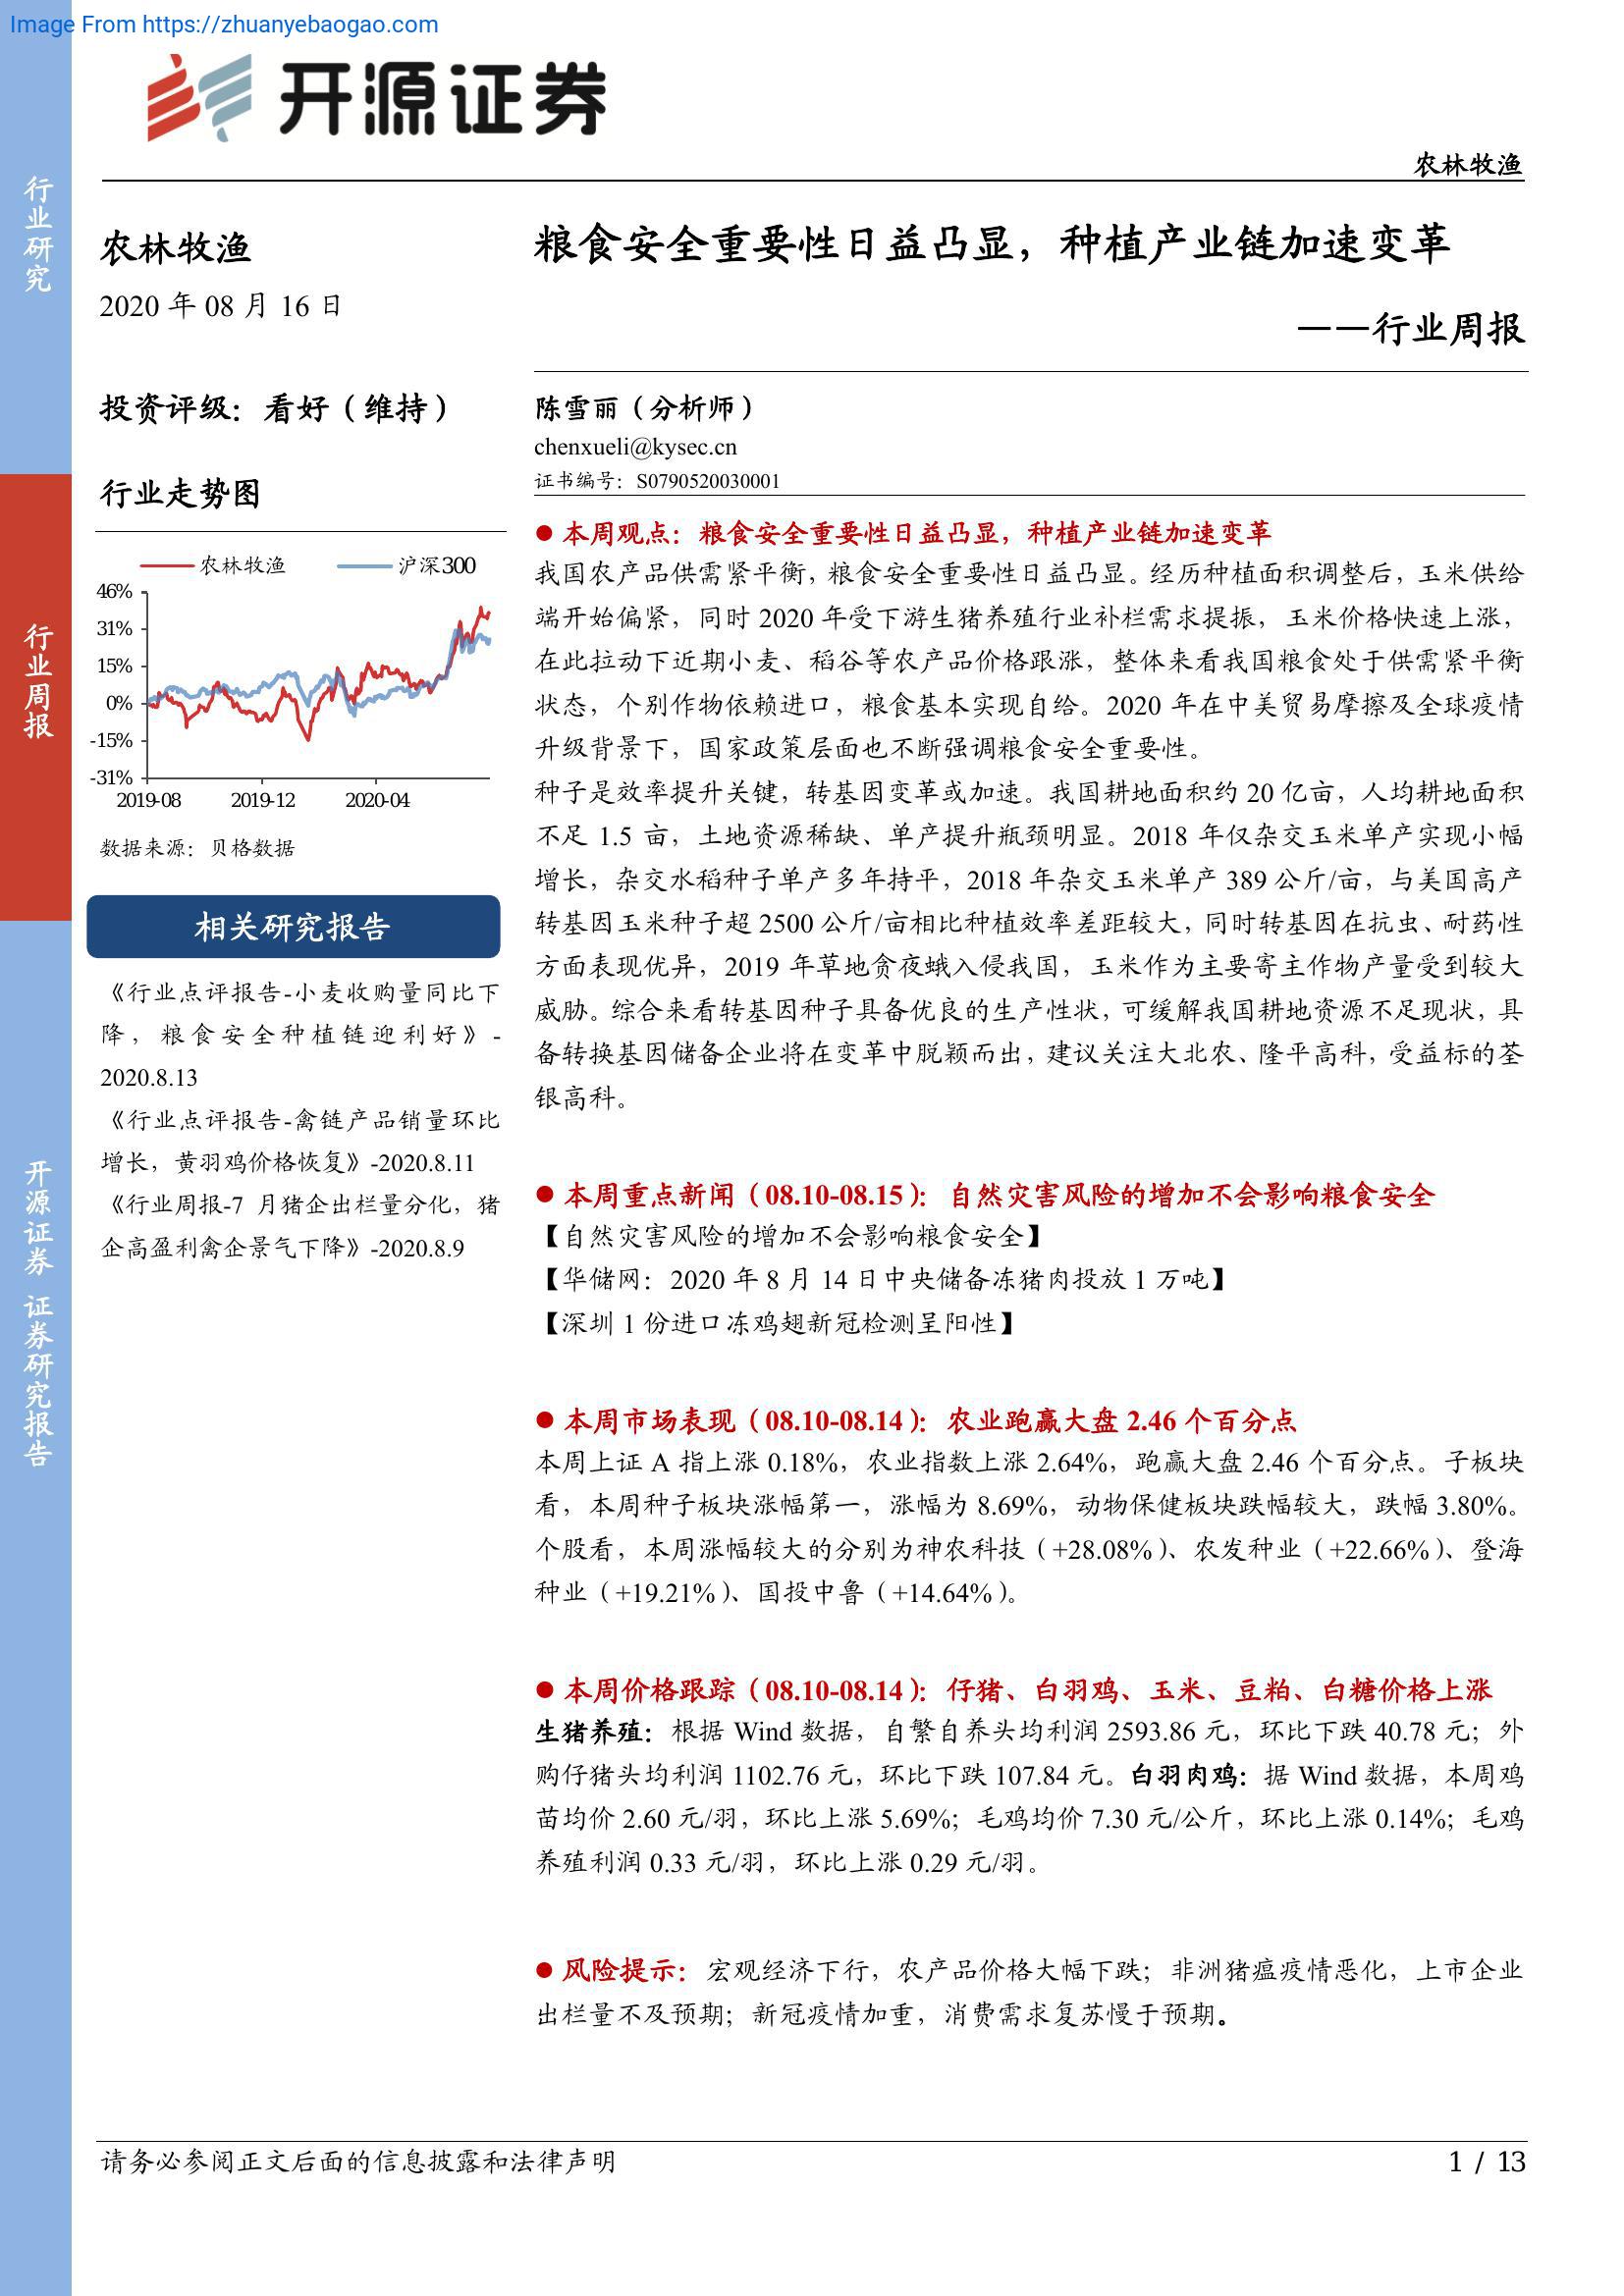 Image From https://zhuanyebaogao.com
开源证券
农林牧渔
行业研究
行业周报
开源证券 证券研究报告
农林牧渔
2020 年 08 月 16 日
投资评级：看好（维持）
行业走势图
农林牧渔 沪深300
46%
31%
15%
0%
-15%
-31%
2019-08 2019-12 2020-04
数据来源：贝格数据
相关研究报告
《行业点评报告-小麦收购量同比下
降，粮食安全种植链迎利好》-
2020.8.13
《行业点评报告-禽链产品销量环比
增长，黄羽鸡价格恢复》-2020.8.11
《行业周报-7 月猪企出栏量分化，猪
企高盈利禽企景气下降》-2020.8.9
粮食安全重要性日益凸显，种植产业链加速变革
——行业周报
陈雪丽（分析师）
chenxueli@kysec.cn
证书编号：S0790520030001
● 本周观点：粮食安全重要性日益凸显，种植产业链加速变革
我国农产品供需紧平衡，粮食安全重要性日益凸显。经历种植面积调整后，玉米供给
端开始偏紧，同时 2020 年受下游生猪养殖行业补栏需求提振，玉米价格快速上涨，
在此拉动下近期小麦、稻谷等农产品价格跟涨，整体来看我国粮食处于供需紧平衡
状态，个别作物依赖进口，粮食基本实现自给。2020 年在中美贸易摩擦及全球疫情
升级背景下，国家政策层面也不断强调粮食安全重要性。
种子是效率提升关键，转基因变革或加速。我国耕地面积约 20 亿亩，人均耕地面积
不足 1.5 亩，土地资源稀缺、单产提升瓶颈明显。2018 年仅杂交玉米单产实现小幅
增长，杂交水稻种子单产多年持平，2018 年杂交玉米单产 389 公斤/亩，与美国高产
转基因玉米种子超 2500 公斤/亩相比种植效率差距较大，同时转基因在抗虫、耐药性
方面表现优异，2019 年草地贪夜蛾入侵我国，玉米作为主要寄主作物产量受到较大
威胁。综合来看转基因种子具备优良的生产性状，可缓解我国耕地资源不足现状，具
备转换基因储备企业将在变革中脱颖而出，建议关注大北农、隆平高科，受益标的荃
银高科。
● 本周重点新闻（08.10-08.15）：自然灾害风险的增加不会影响粮食安全
【自然灾害风险的增加不会影响粮食安全】
【华储网：2020 年 8 月 14 日中央储备冻猪肉投放 1 万吨】
【深圳 1 份进口冻鸡翅新冠检测呈阳性】
● 本周市场表现（08.10-08.14）：农业跑赢大盘 2.46 个百分点
本周上证 A 指上涨 0.18%，农业指数上涨 2.64%，跑赢大盘 2.46 个百分点。子板块
看，本周种子板块涨幅第一，涨幅为 8.69%，动物保健板块跌幅较大，跌幅 3.80%。
个股看，本周涨幅较大的分别为神农科技（+28.08%）、农发种业（+22.66%）、登海
种业（+19.21%）、国投中鲁（+14.64%）。
● 本周价格跟踪（08.10-08.14）：仔猪、白羽鸡、玉米、豆粕、白糖价格上涨
生猪养殖：根据 Wind 数据，自繁自养头均利润 2593.86 元，环比下跌 40.78 元；外
购仔猪头均利润 1102.76 元，环比下跌 107.84 元。白羽肉鸡：据 Wind 数据，本周鸡
苗均价 2.60 元/羽，环比上涨 5.69%；毛鸡均价 7.30 元/公斤，环比上涨 0.14%；毛鸡
养殖利润 0.33 元/羽，环比上涨 0.29 元/羽。
● 风险提示：宏观经济下行，农产品价格大幅下跌；非洲猪瘟疫情恶化，上市企业
出栏量不及预期；新冠疫情加重，消费需求复苏慢于预期。
请务必参阅正文后面的信息披露和法律声明
1 / 13